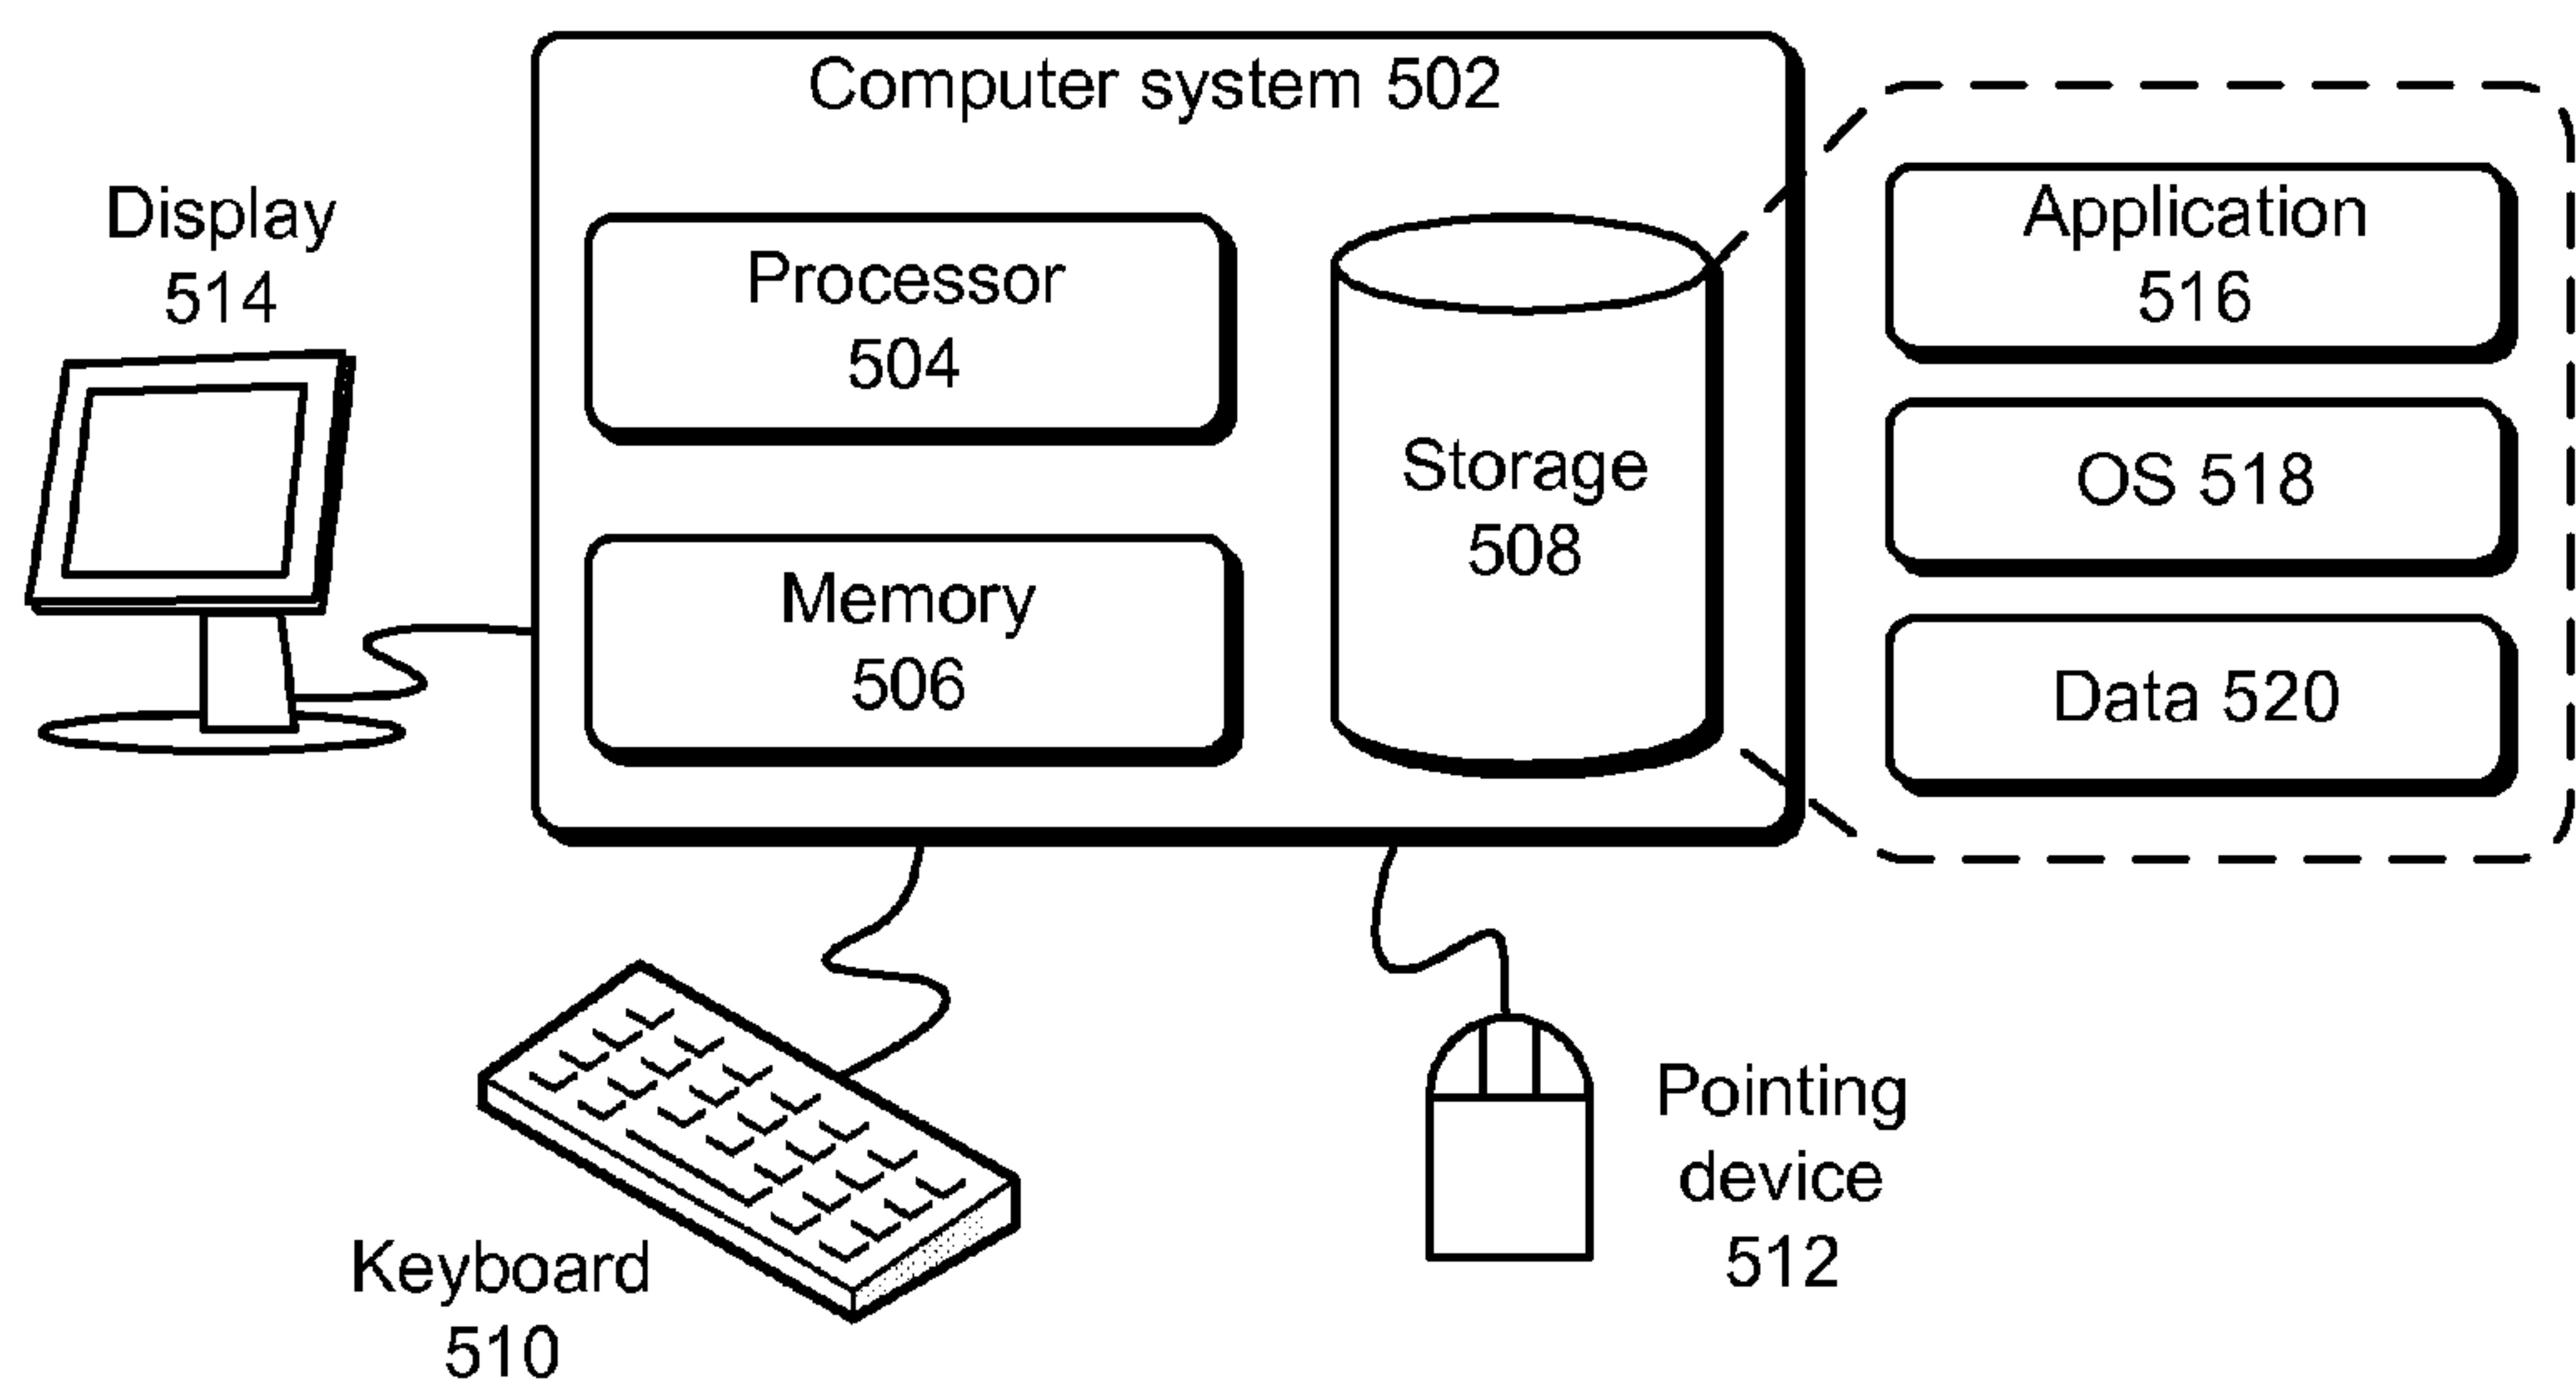 Computer system 502
Display
514
Processor
504
Memory
506
Storage
508
Application
516
OS 518
Data 520
Keyboard
510
Pointing
device
512